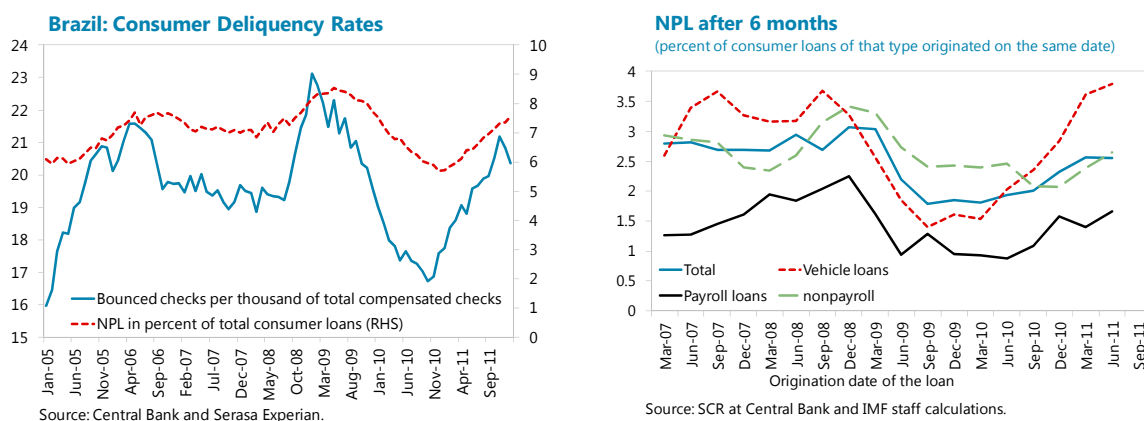 Brazil: Consumer Deliquency Rates
24
23
22
21
20
19
18
17
16
15
10
9
8
7
6
5
4
3
2
1
0
Bounced checks per thousand of total compensated checks
NPL in percent of total consumer loans (RHS)
Jan-05
Jun-05
Nov-05
Apr-06
Sep-06
Feb-07
Jul-07
Dec-07
May-08
Oct-08
Mar-09
Aug-09
Jan-10
Jun-10
Nov-10
Apr-11
Sep-11
Source: Central Bank and Serasa Experian.
NPL after 6 months
(percent of consumer loans of that type originated on the same date)
4
3.5
3
2.5
2
1.5
1
0.5
0
Total
Vehicle loans
Payroll loans
nonpayroll
Mar-07
Jun-07
Sep-07
Dec-07
Mar-08
Jun-08
Sep-08
Dec-08
Mar-09
Jun-09
Sep-09
Dec-09
Mar-10
Jun-10
Sep-10
Dec-10
Mar-11
Jun-11
Sep-11
Origination date of the loan
Source: SCR at Central Bank and IMF staff calculations.